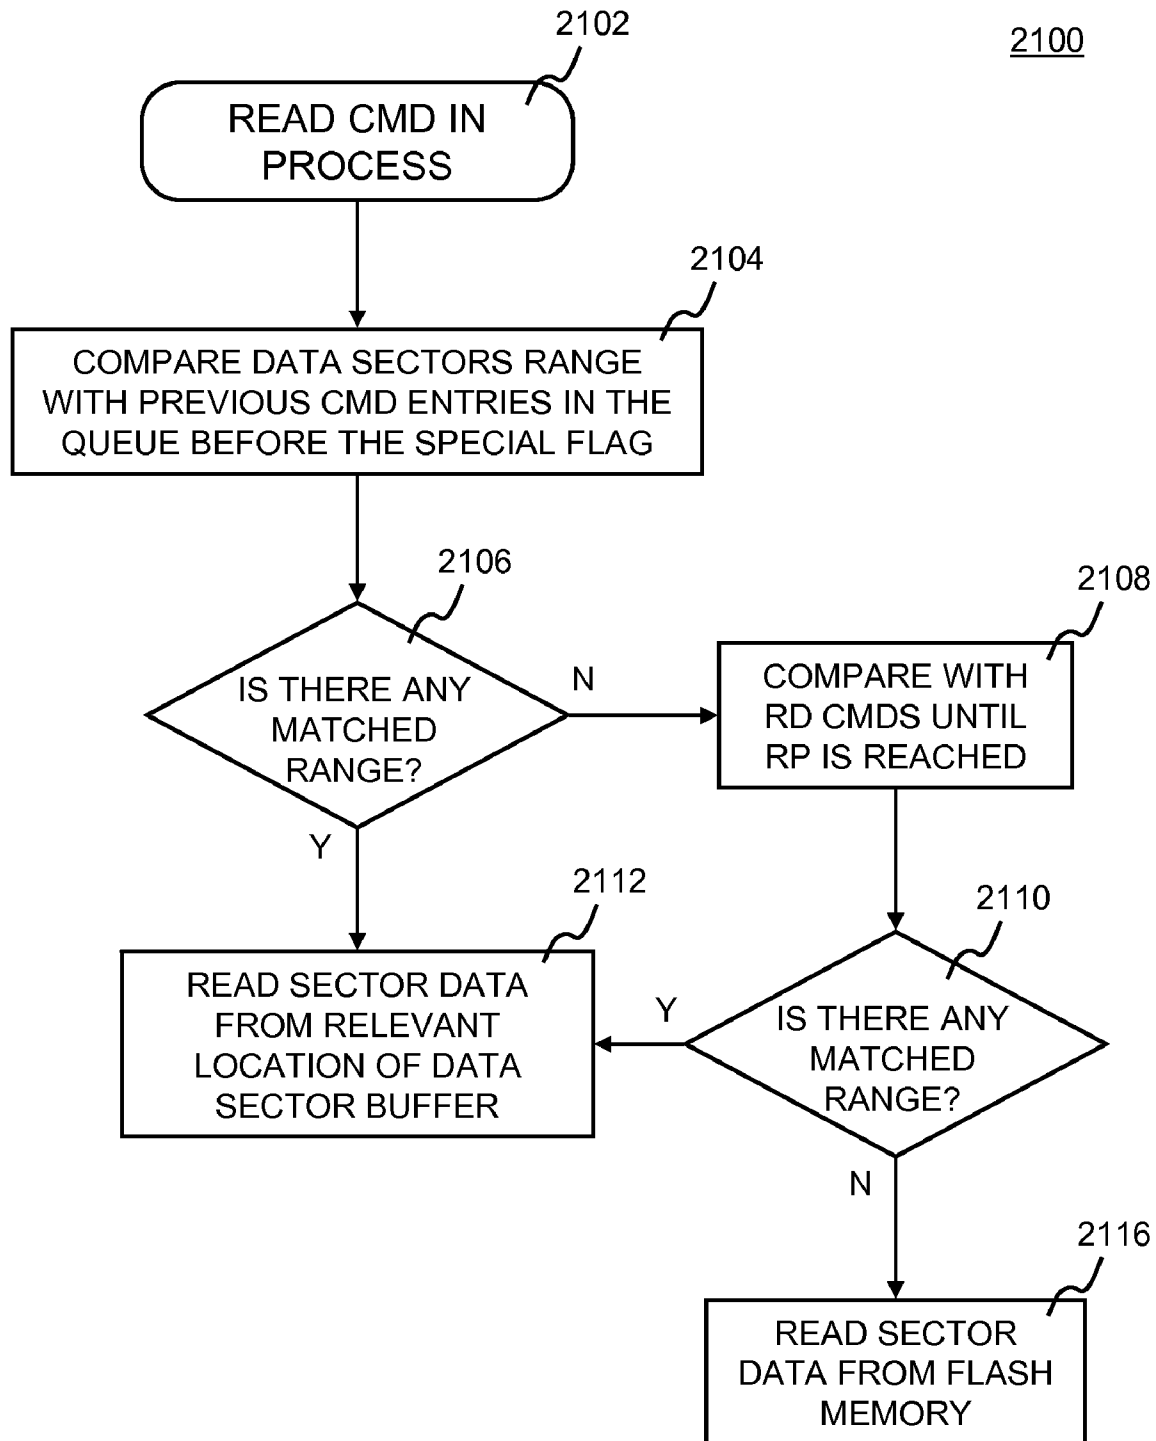 2102
2100
READ CMD IN
PROCESS
2104
COMPARE DATA SECTORS RANGE
WITH PREVIOUS CMD ENTRIES IN THE
QUEUE BEFORE THE SPECIAL FLAG
2106
IS THERE ANY
MATCHED
RANGE?
N
Y
2108
COMPARE WITH
RD CMDS UNTIL
RP IS REACHED
2112
READ SECTOR DATA
FROM RELEVANT
LOCATION OF DATA
SECTOR BUFFER
2110
IS THERE ANY
MATCHED
RANGE?
Y
N
2116
READ SECTOR
DATA FROM FLASH
MEMORY